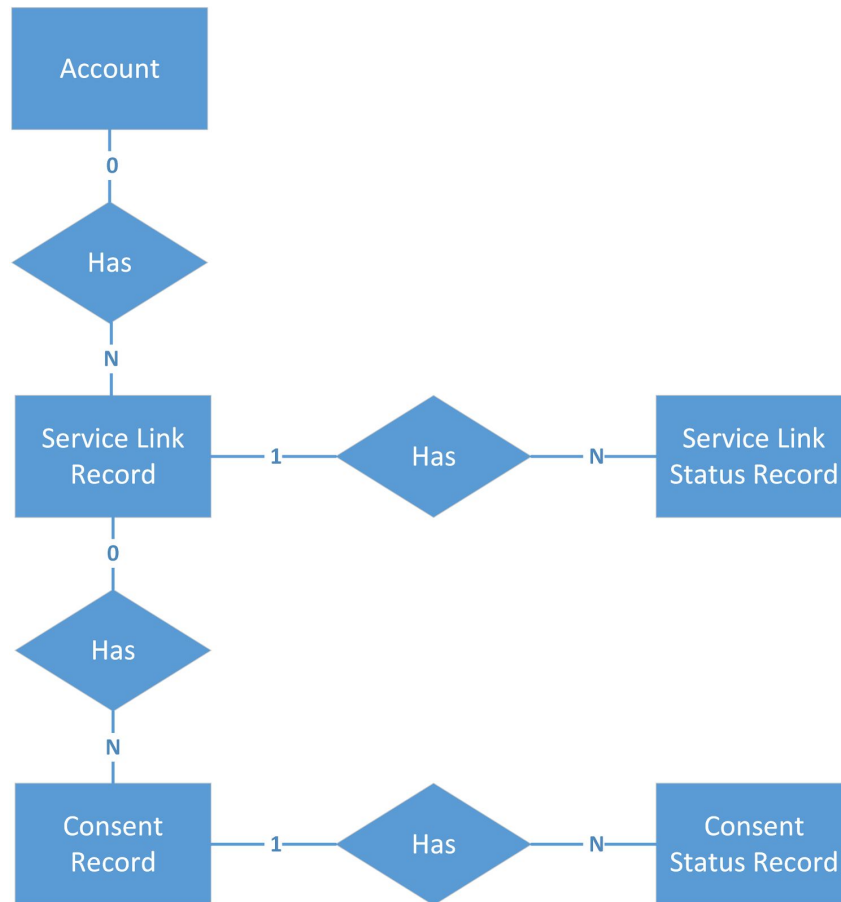 Account
0
Has
N
Service Link
Record
1
Has
N
Service Link
Status Record
0
Has
N
Consent
Record
1
Has
N
Consent
Status Record